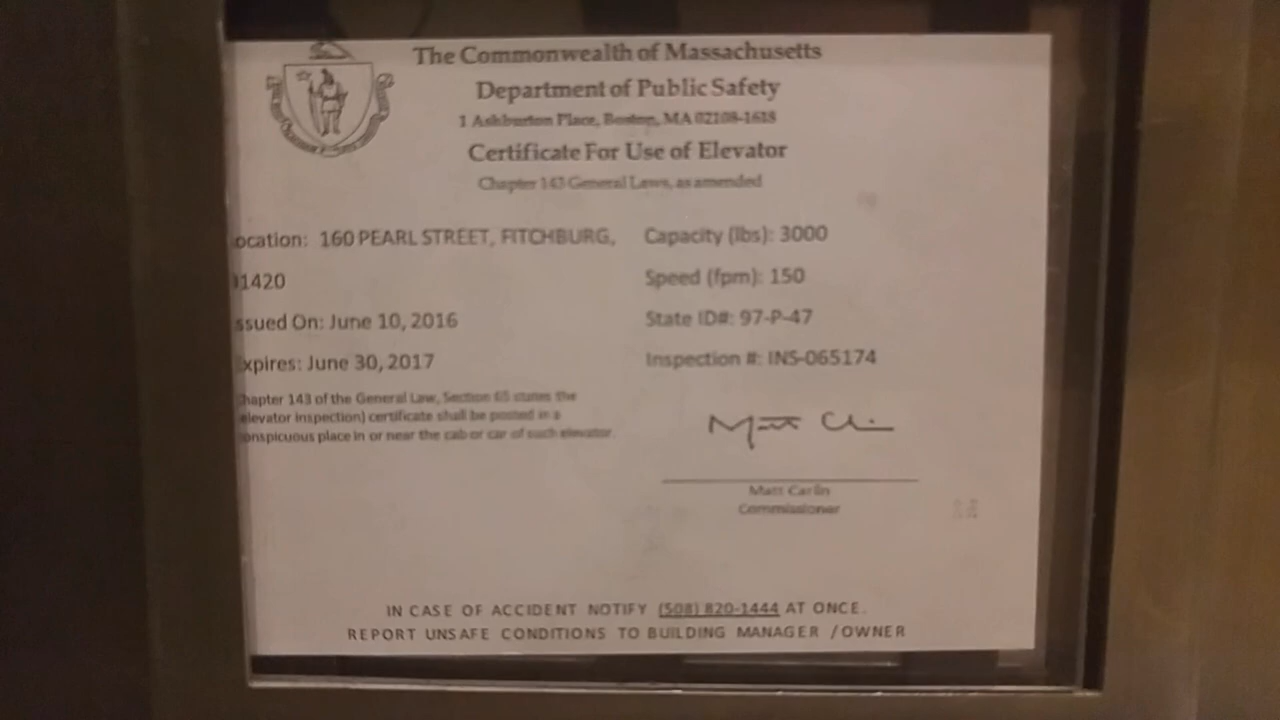 The Commonwealth of Massachusetts
Department of Public Safety
1 Ashburton Place, Boston, MA 02108-1618
Certificate For Use of Elevator
Chapter 143 General Laws, as amended
ocation: 160 PEARL STREET, FITCHBURG,
1420
ssued On: June 10, 2016
xpires: June 30, 2017
hapter 143 of the General Law, Section 65 states the
elevator inspection) certificate shall be posted in a
onspicuous place in or near the cab or car of such elevator.
Capacity (lbs): 3000
Speed (fpm): 150
State ID#: 97-P-47
Inspection #: INS-065174
Matt Carlin
Commissioner
IN CASE OF ACCIDENT NOTIFY (508) 820-1444 AT ONCE.
REPORT UNSAFE CONDITIONS TO BUILDING MANAGER /OWNER